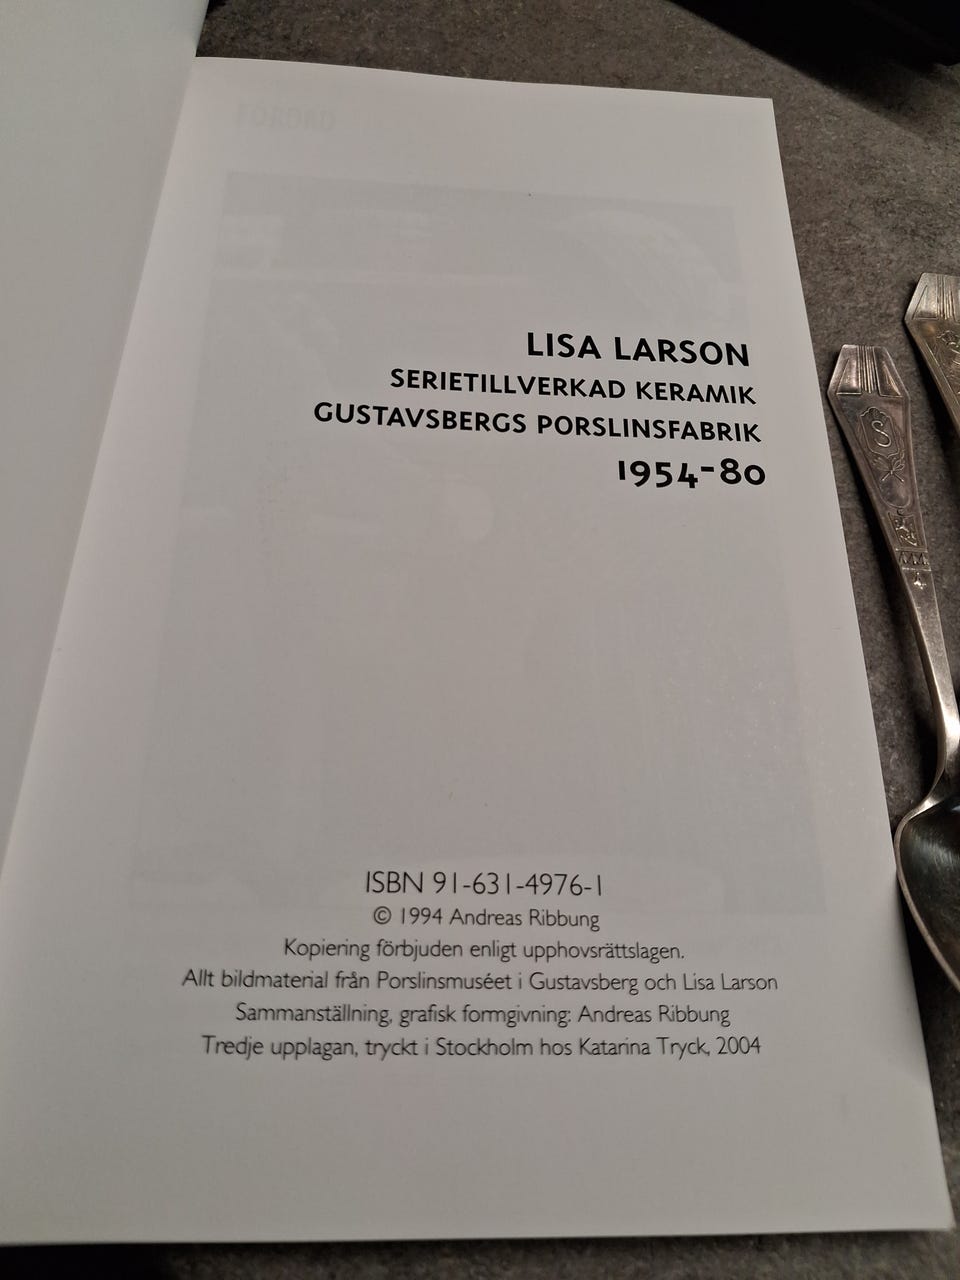 LISA LARSON
SERIETILLVERKAD KERAMIK
GUSTAVSBERGS PORSLINSFABRIK
1954-80
ISBN 91-631-4976-1
© 1994 Andreas Ribbung
Kopiering förbjuden enligt upphovsrättslagen.
Allt bildmaterial från Porslinsmuséet i Gustavsberg och Lisa Larson
Sammanställning, grafisk formgivning: Andreas Ribbung
Tredje upplagan, tryckt i Stockholm hos Katarina Tryck, 2004